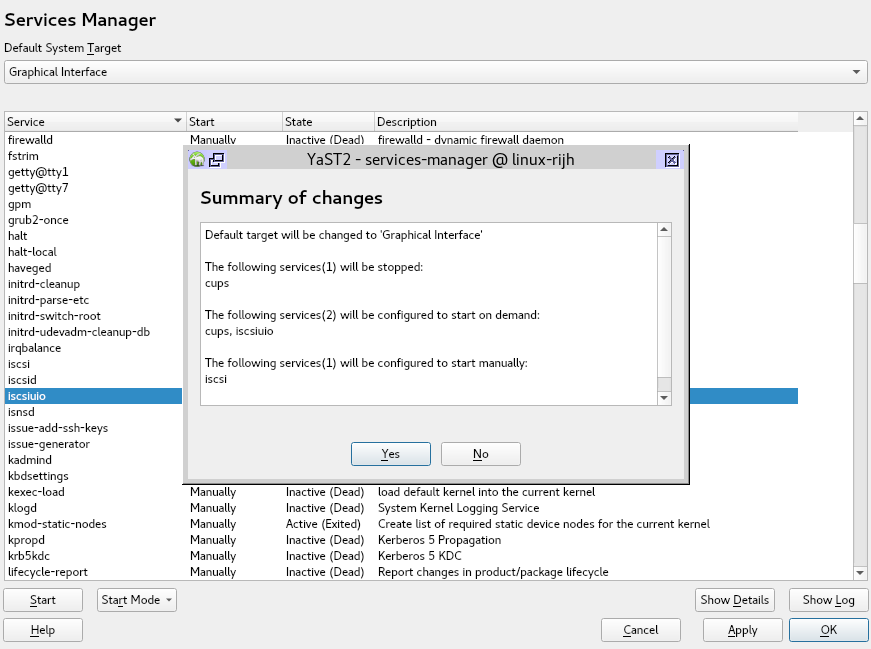 Services Manager
Default System Target
Graphical Interface
Service Start State Description
firewalld Manually Inactive (Dead) firewalld - dynamic firewall daemon
fstrim
getty@tty1
getty@tty7
gpm
grub2-once
halt
halt-local
haveged
initrd-cleanup
initrd-parse-etc
initrd-switch-root
initrd-udevadm-cleanup-db
irqbalance
iscsi
iscsid
iscsiuio
isnsd
issue-add-ssh-keys
issue-generator
kadmind
kbdsettings
YaST2 - services-manager @ linux-rijh
Summary of changes
Default target will be changed to 'Graphical Interface'
The following services(1) will be stopped:
cups
The following services(2) will be configured to start on demand:
cups, iscsiuio
The following services(1) will be configured to start manually:
iscsi
Yes No
kexec-load Manually Inactive (Dead) load default kernel into the current kernel
klogd Manually Inactive (Dead) System Kernel Logging Service
kmod-static-nodes Manually Active (Exited) Create list of required static device nodes for the current kernel
kpropd Manually Inactive (Dead) Kerberos 5 Propagation
krb5kdc Manually Inactive (Dead) Kerberos 5 KDC
lifecycle-report Manually Inactive (Dead) Report changes in product/package lifecycle
Start Start Mode Show Details Show Log
Help Cancel Apply OK